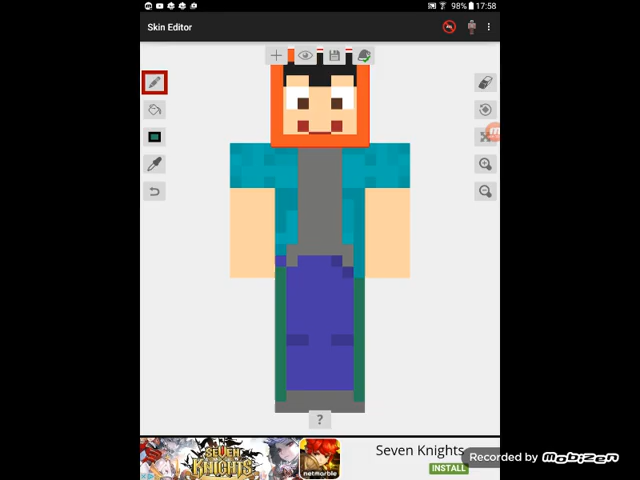 98% 17:58
Skin Editor
?
SEVEN
KNIGHTS
netmarble
Seven Knights
INSTALL
Recorded by MOBIZEN